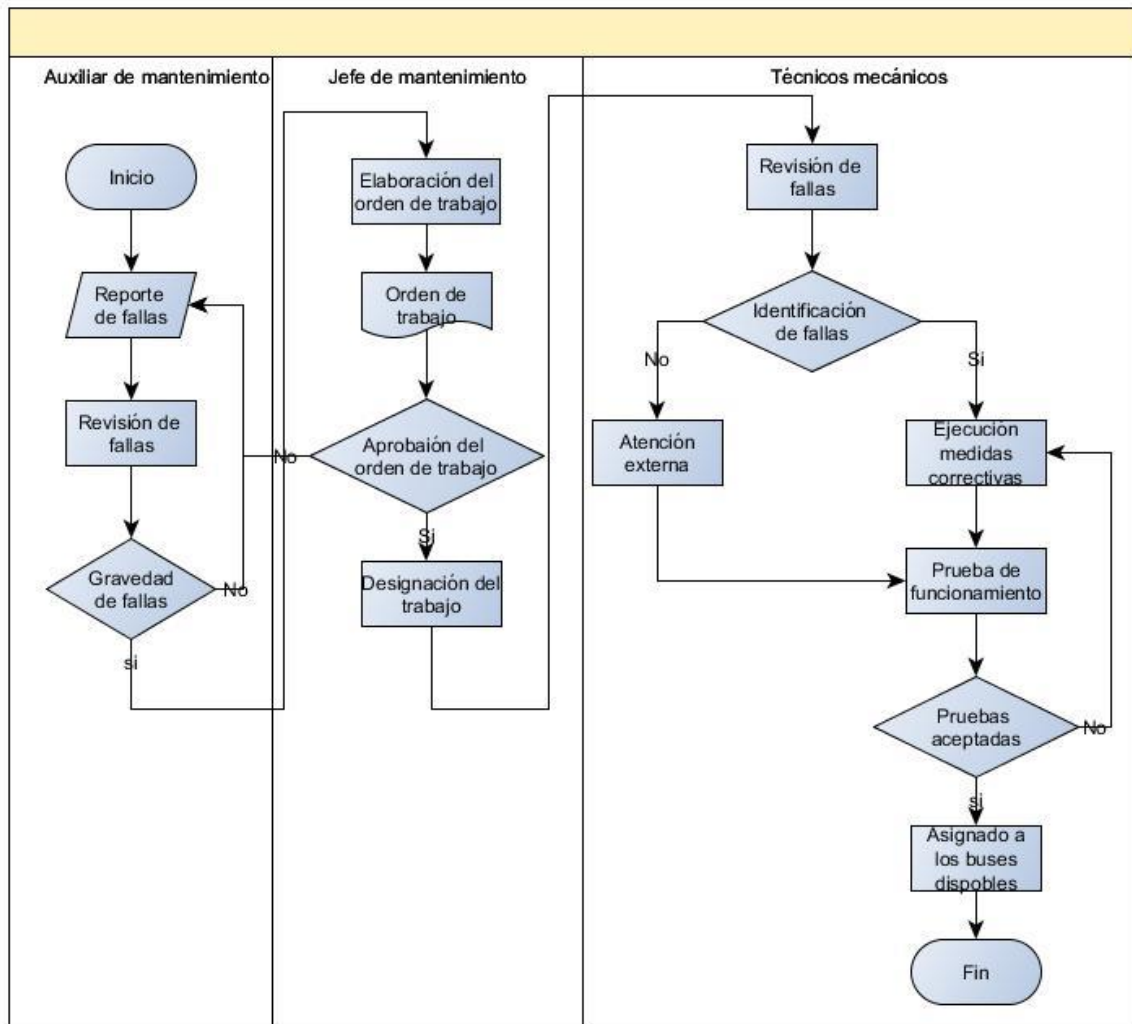 Auxiliar de mantenimiento
Jefe de mantenimiento
Técnicos mecánicos
Inicio
Reporte
de fallas
Revisión de
fallas
Gravedad
de fallas
No
si
Elaboración del
orden de trabajo
Orden de
trabajo
Aprobaión del
orden de trabajo
No
Si
Designación del
trabajo
Revisión de
fallas
Identificación
de fallas
No
Si
Atención
externa
Ejecución
medidas
correctivas
Prueba de
funcionamiento
Pruebas
aceptadas
No
si
Asignado a
los buses
dispobles
Fin